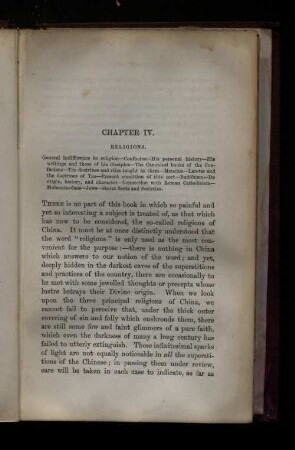 CHAPTER IV.
RELIGIONS.
General indifference to religion—Confucius—His personal history—His
writings and those of his disciples—The Canonical books of the Con-
fucians—The doctrines and rites taught in them—Mencius—Laoutse and
the doctrines of Tao—Present condition of this sect—Buddhism—Its
origin, history, and character—Connection with Roman Catholicism—
Mahometanism—Jews—Secret Sects and Societies.
THERE is no part of this book in which so painful and
yet so interesting a subject is treated of, as that which
has now to be considered, the so-called religions of
China. It must be at once distinctly understood that
the word "religions" is only used as the most con-
venient for the purpose :—there is nothing in China
which answers to our notion of the word; and yet,
deeply hidden in the darkest caves of the superstitions
and practices of the country, there are occasionally to
be met with some jewelled thoughts or precepts whose
lustre betrays their Divine origin. When we look
upon the three principal religions of China, we
cannot fail to perceive that, under the thick order
covering of sin and folly which enshrouds them, there
are still some few and faint glimmers of a pure faith,
which even the darkness of many a long century has
failed to utterly extinguish. These infinitesimal sparks
of light are not equally noticeable in all the supersti-
tions of the Chinese; in passing them under review,
care will be taken in each case to indicate, as far as